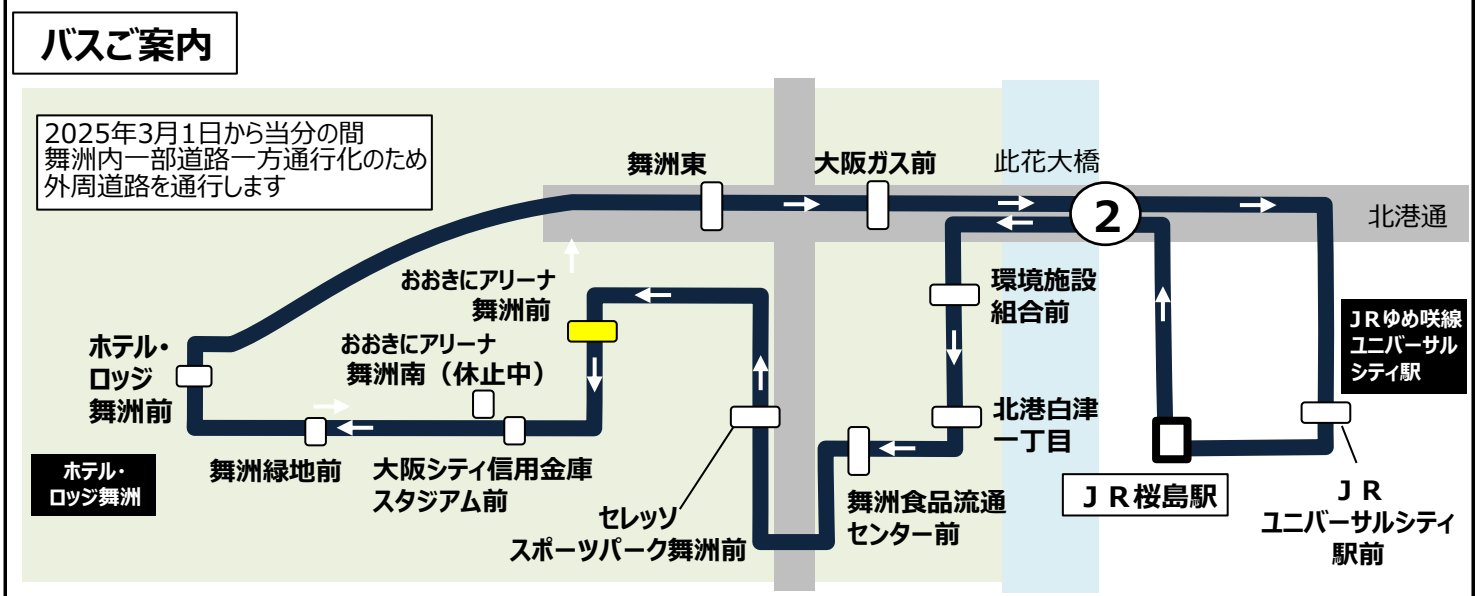 バスご案内
2025年3月1日から当分の間
舞洲内一部道路一方通行化のため
外周道路を通行します
舞洲東
大阪ガス前
此花大橋
2
北港通
おおきにアリーナ
舞洲前
環境施設
組合前
JRゆめ咲線
ユニバーサル
シティ駅
ホテル・
ロッジ
舞洲前
おおきにアリーナ
舞洲南（休止中）
北港白津
一丁目
ホテル・
ロッジ舞洲
舞洲緑地前
大阪シティ信用金庫
スタジアム前
セレッソ
スポーツパーク舞洲前
舞洲食品流通
センター前
ＪＲ桜島駅
ＪＲ
ユニバーサルシティ
駅前